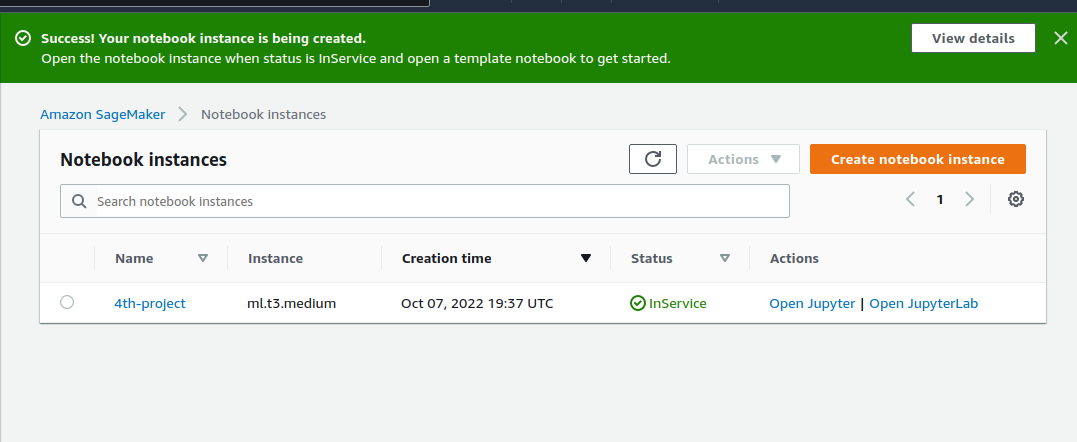 Success! Your notebook instance is being created.
View details
Open the notebook instance when status is InService and open a template notebook to get started.
Amazon SageMaker
Notebook instances
Notebook instances
Actions
Create notebook instance
Search notebook instances
1
Name Instance Creation time Status Actions
4th-project ml.t3.medium Oct 07, 2022 19:37 UTC InService Open Jupyter | Open JupyterLab